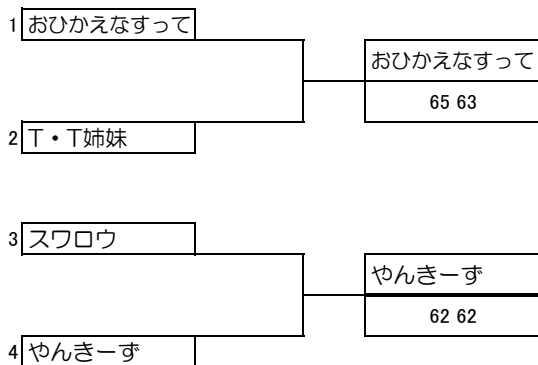 1 おひかえなすって
おひかえなすって
65 63
2 T・T姉妹
3 スワロウ
やんきーず
62 62
4 やんきーず